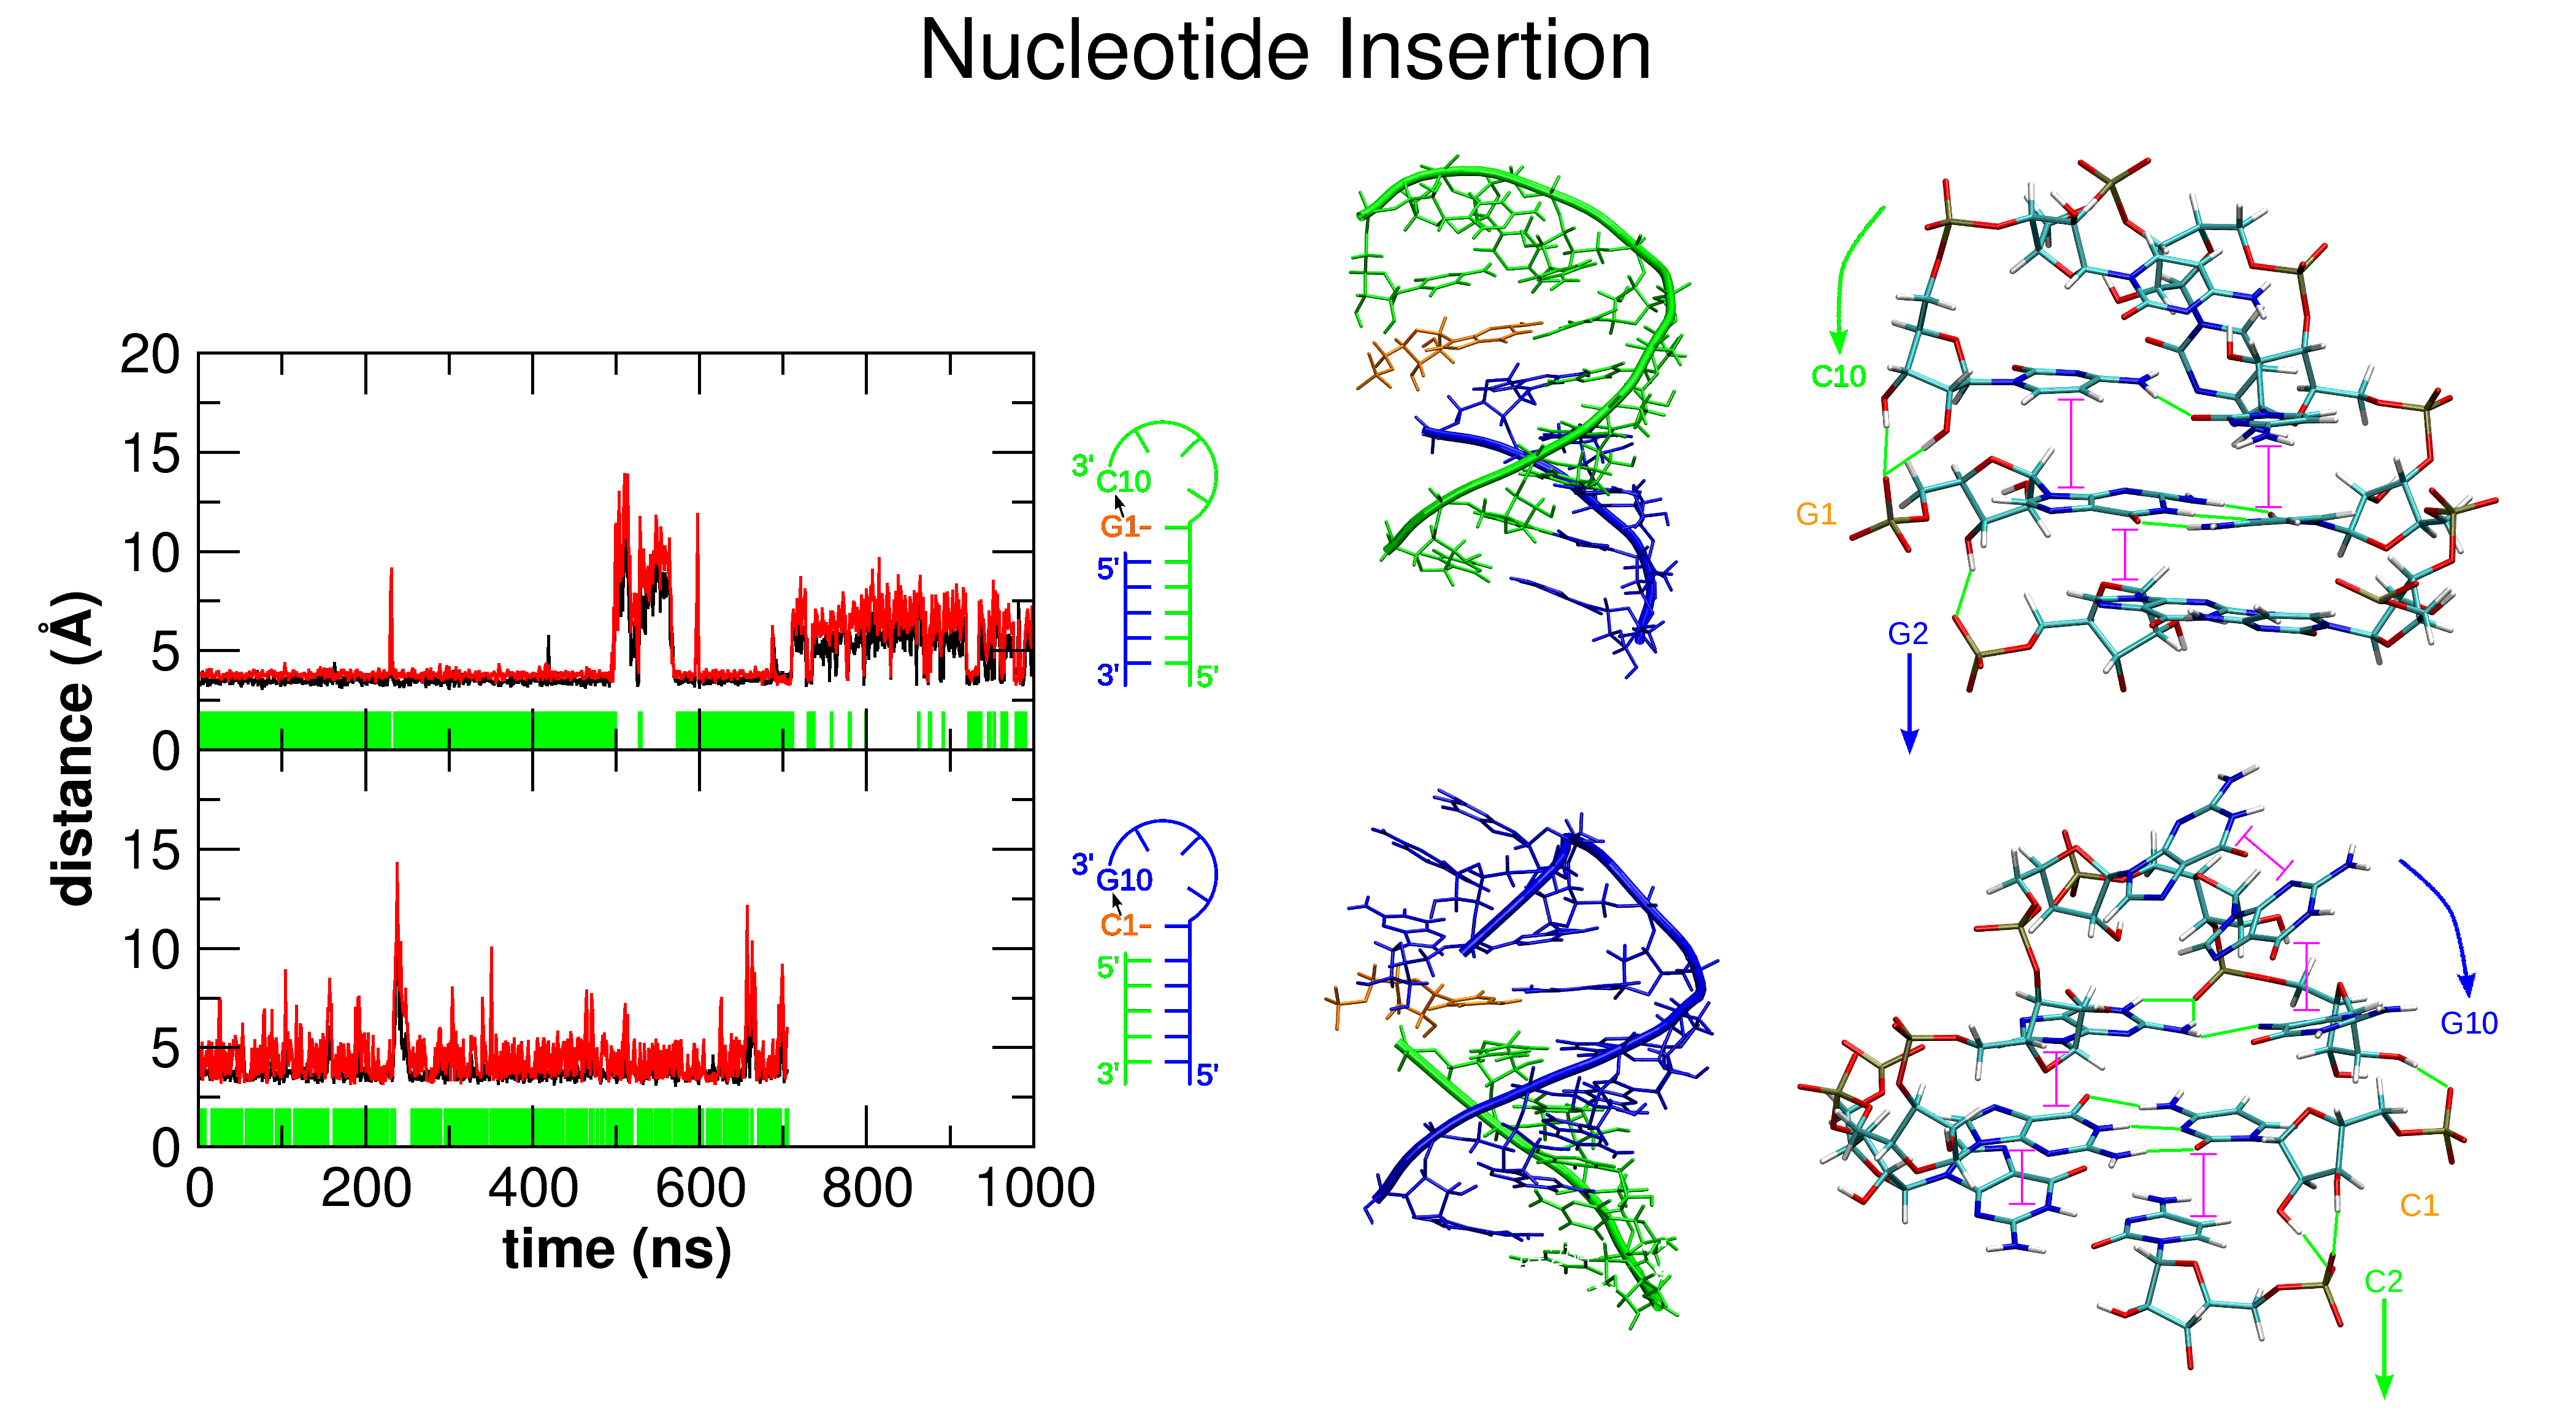 Nucleotide Insertion
distance (Å)
20
15
10
5
0
15
10
5
0
0 200 400 600 800 1000
time (ns)
3'
C10
G1-
5'
3' 5'
3'
G10
C1-
5'
3' 5'
C10
G1
G2
G10
C1
C2